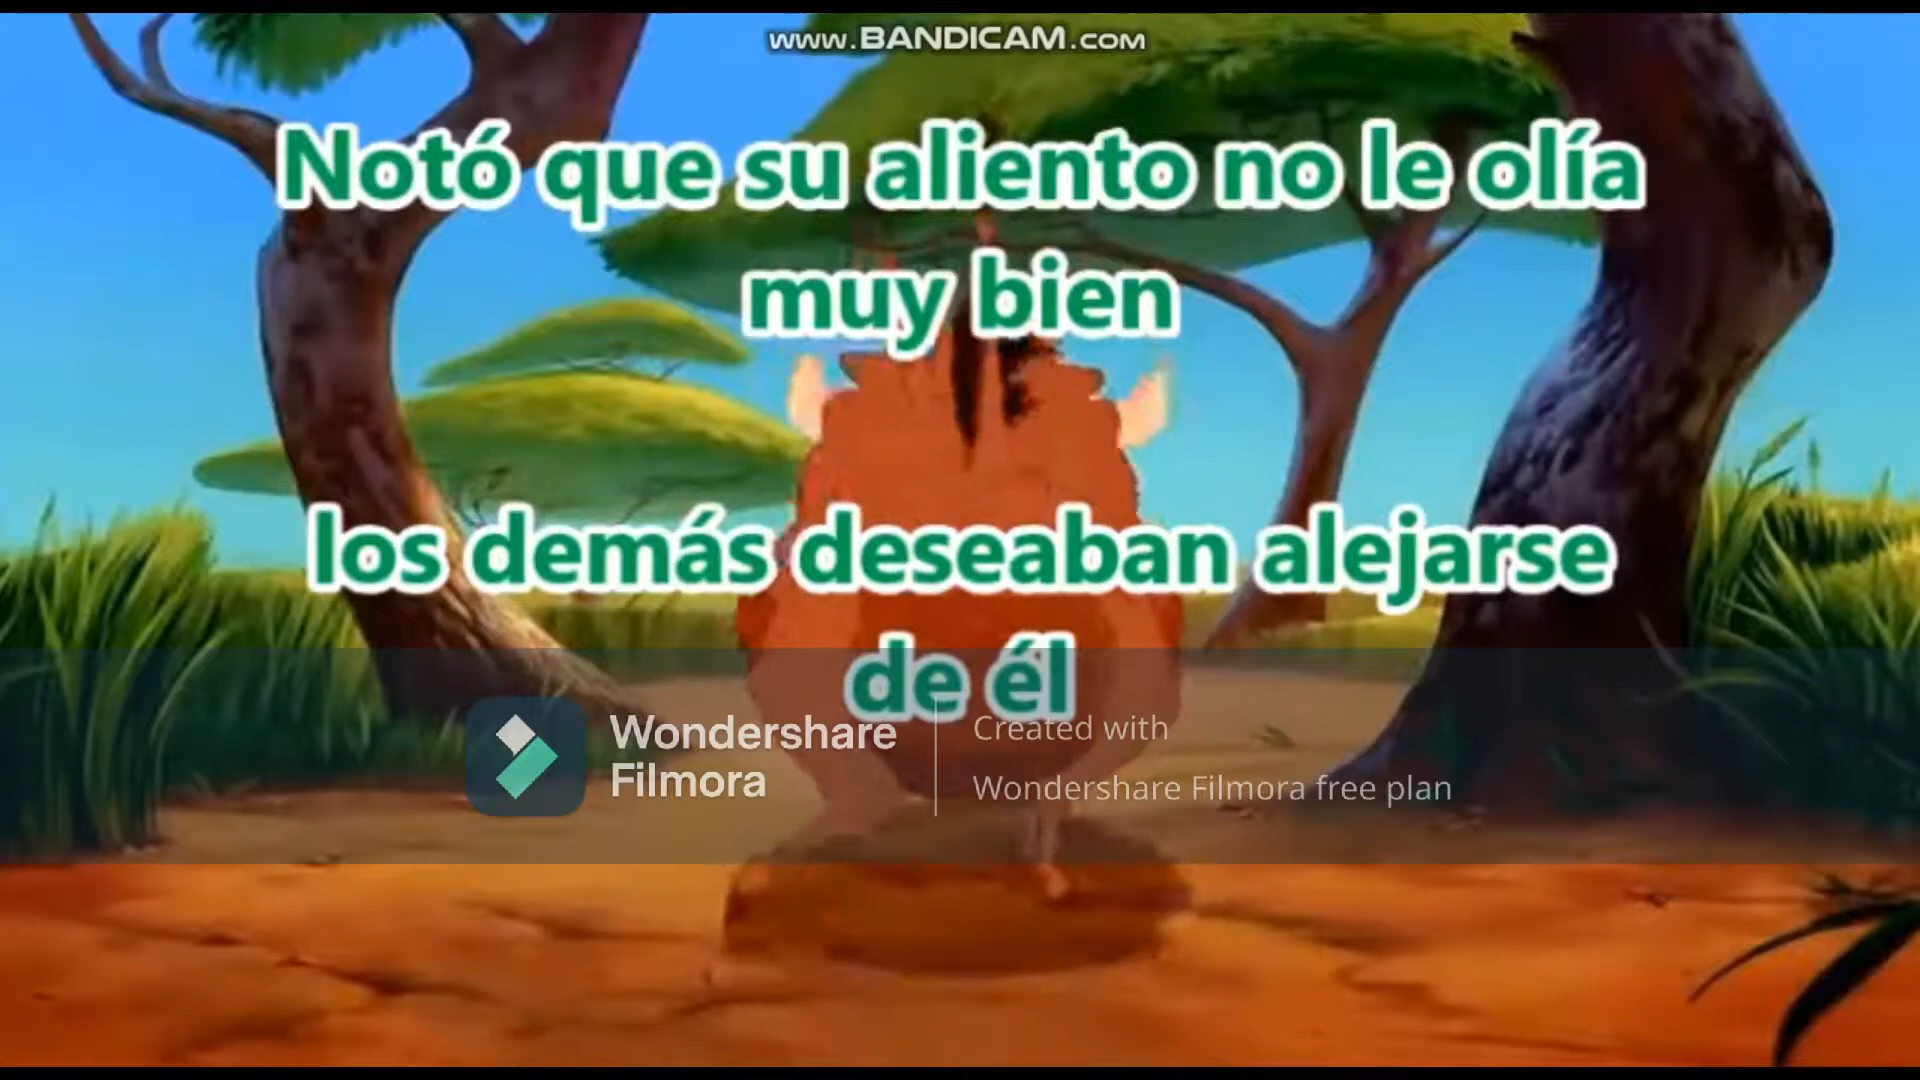 www.BANDICAM.com
Notó que su aliento no le olía
muy bien
los demás deseaban alejarse
de él
Wondershare
Filmora
Created with
Wondershare Filmora free plan